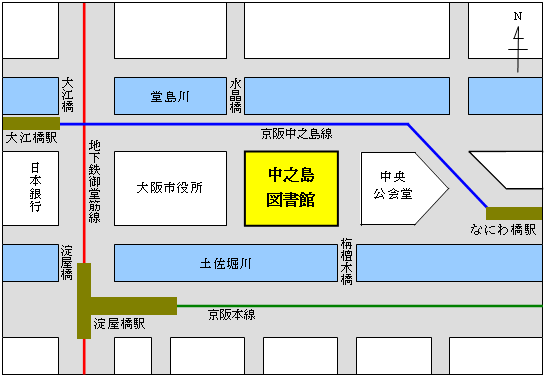 N
大江橋
堂島川
水晶橋
京阪中之島線
大江橋駅
地下鉄御堂筋線
日本銀行
大阪市役所
中之島
図書館
中央
公会堂
なにわ橋駅
淀屋橋
土佐堀川
栴檀木橋
淀屋橋駅
京阪本線